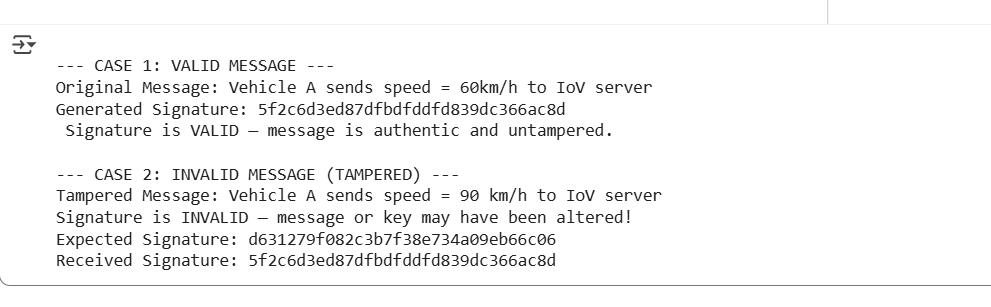 --- CASE 1: VALID MESSAGE ---
Original Message: Vehicle A sends speed = 60km/h to IoV server
Generated Signature: 5f2c6d3ed87dfbdfddfd839dc366ac8d
Signature is VALID — message is authentic and untampered.
--- CASE 2: INVALID MESSAGE (TAMPERED) ---
Tampered Message: Vehicle A sends speed = 90 km/h to IoV server
Signature is INVALID — message or key may have been altered!
Expected Signature: d631279f082c3b7f38e734a09eb66c06
Received Signature: 5f2c6d3ed87dfbdfddfd839dc366ac8d